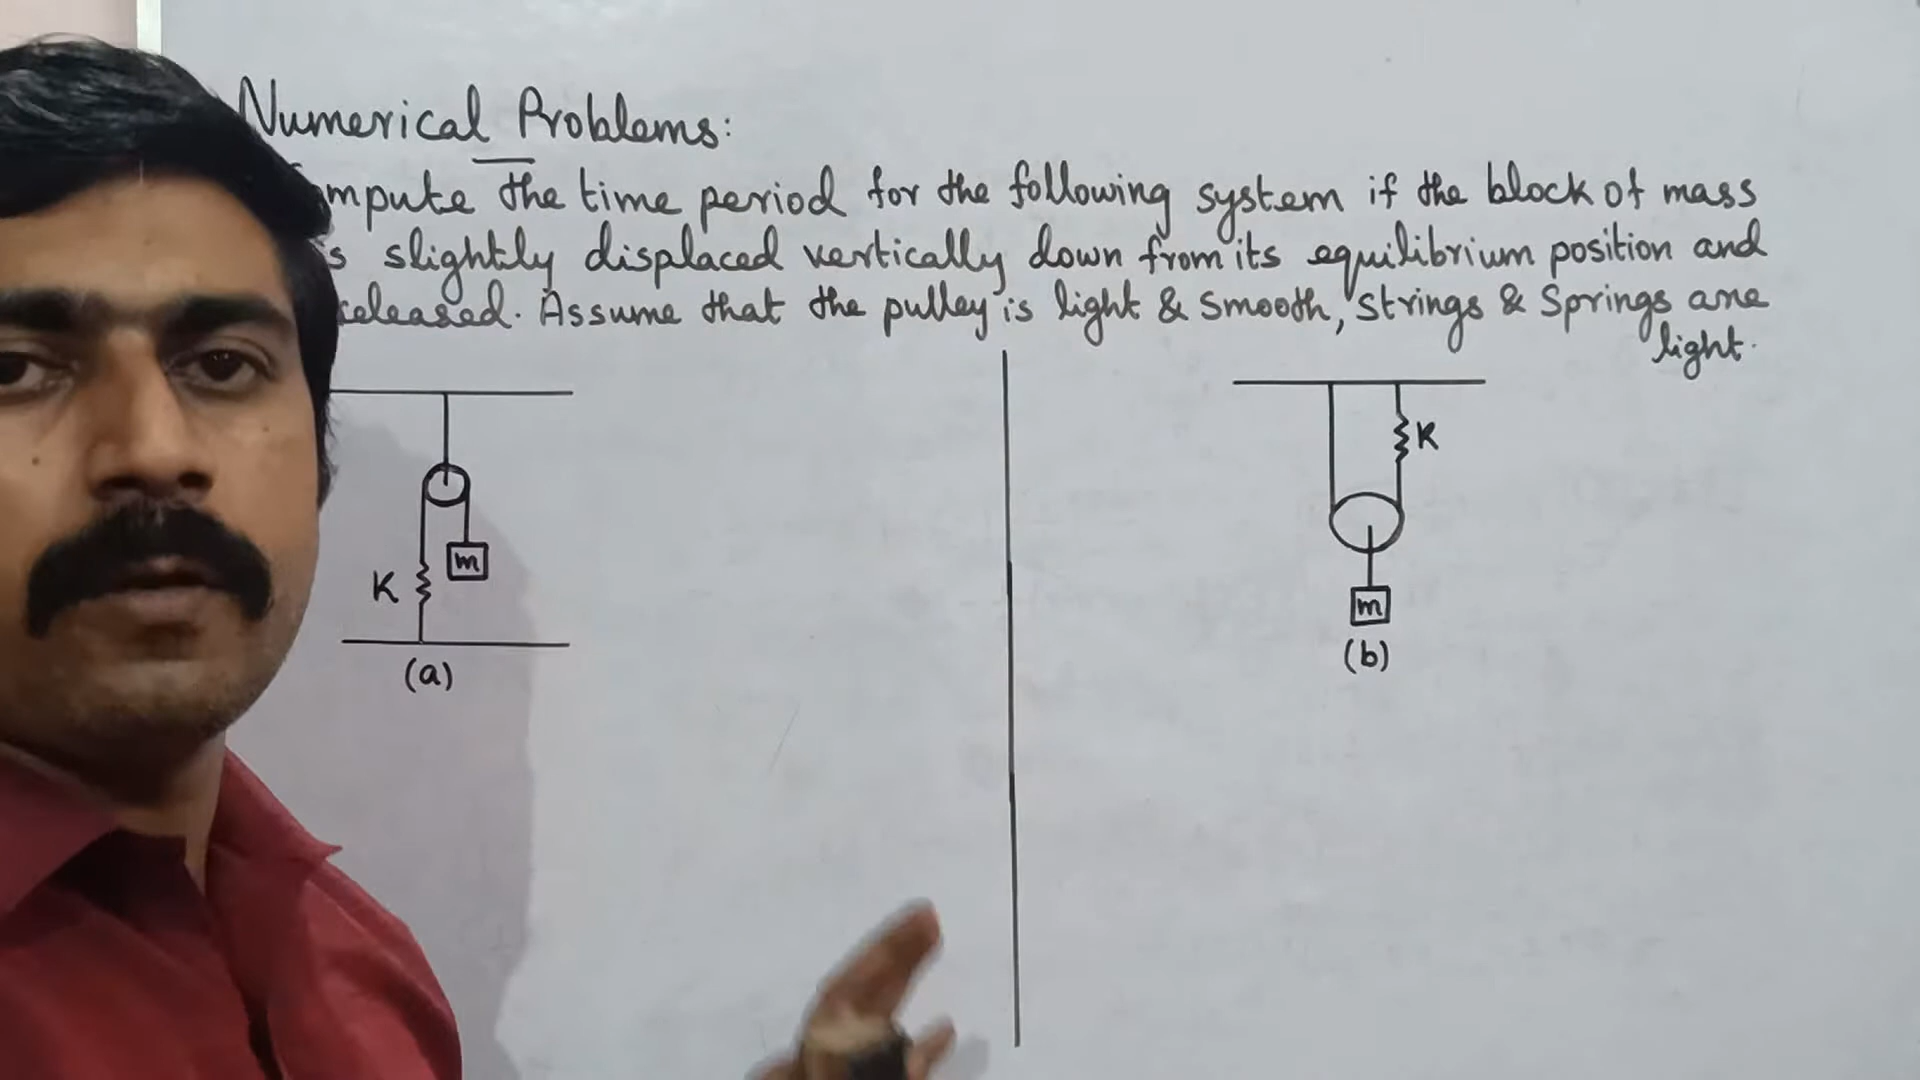 Numerical Problems:
the time period for the following system if the block of mass
slightly displaced vertically down from its equilibrium position and
Assume that the pulley is light & smooth, strings & springs are
light.
K
m
(a)
K
m
(b)